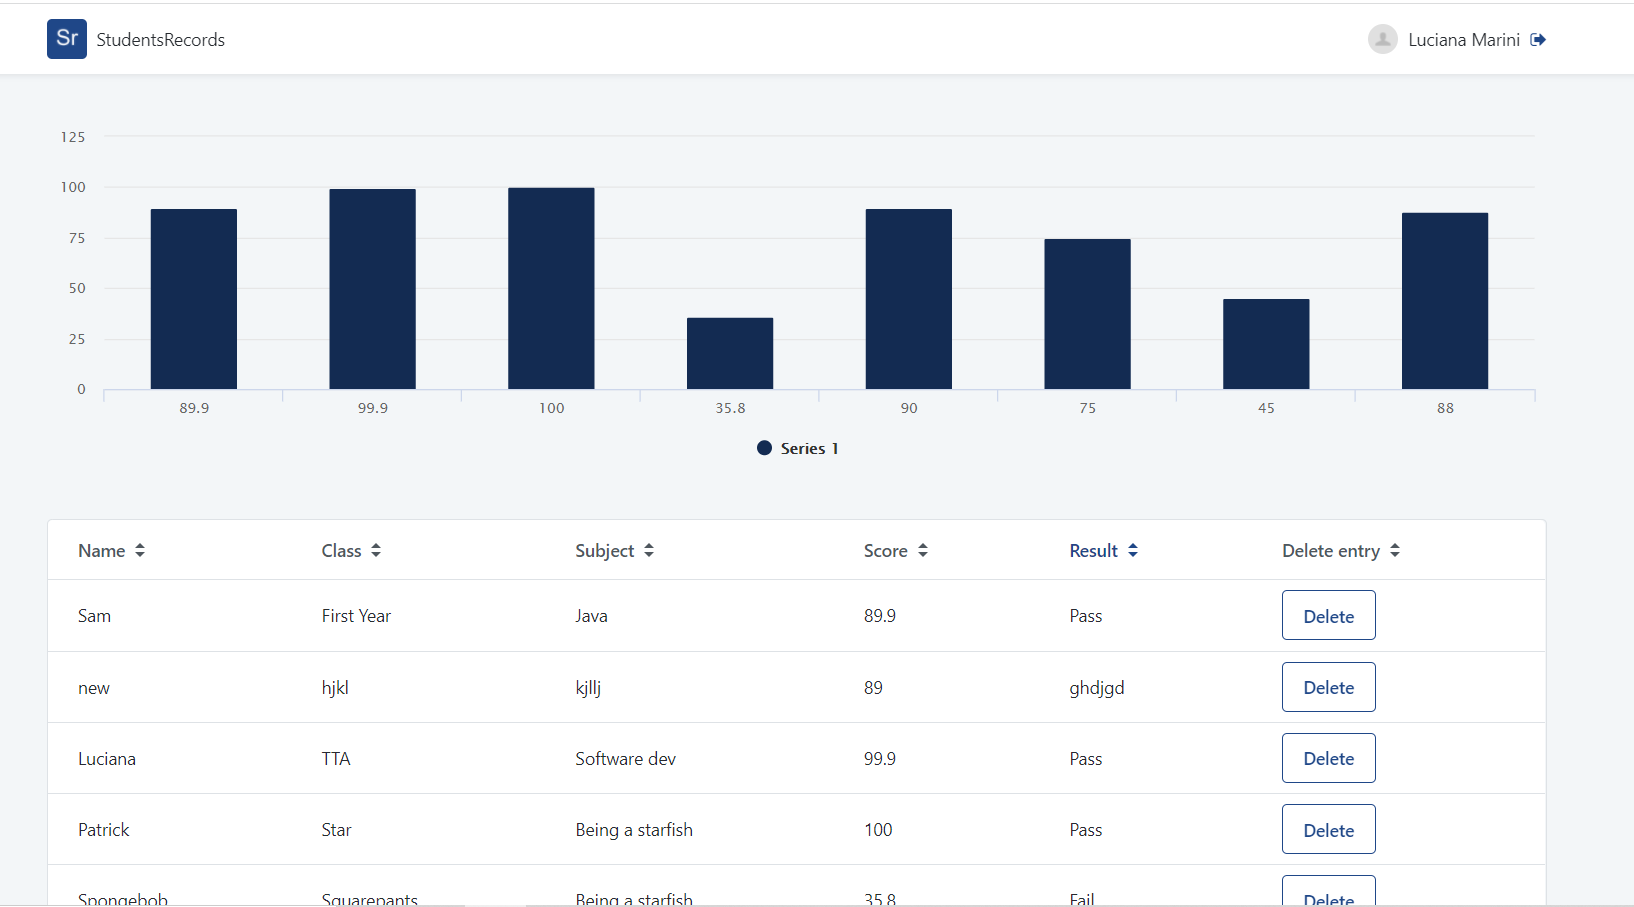 Sr StudentsRecords Luciana Marini
125
100
75
50
25
0
89.9 99.9 100 35.8 90 75 45 88
Series 1
Name Class Subject Score Result Delete entry
Sam First Year Java 89.9 Pass Delete
new hjkl kjllj 89 ghdjgd Delete
Luciana TTA Software dev 99.9 Pass Delete
Patrick Star Being a starfish 100 Pass Delete
Spongebob Squarepants Being a starfish 35.8 Fail Delete